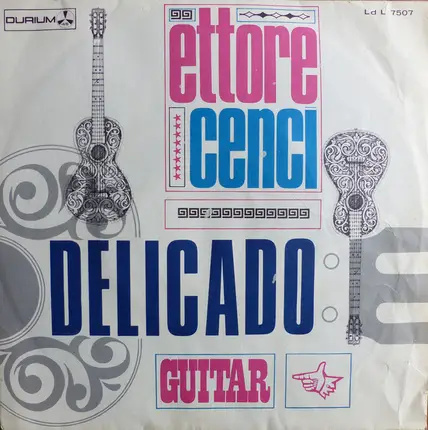 DURIUM
Ld L 7507
ettore
cenci
DELICADO
GUITAR